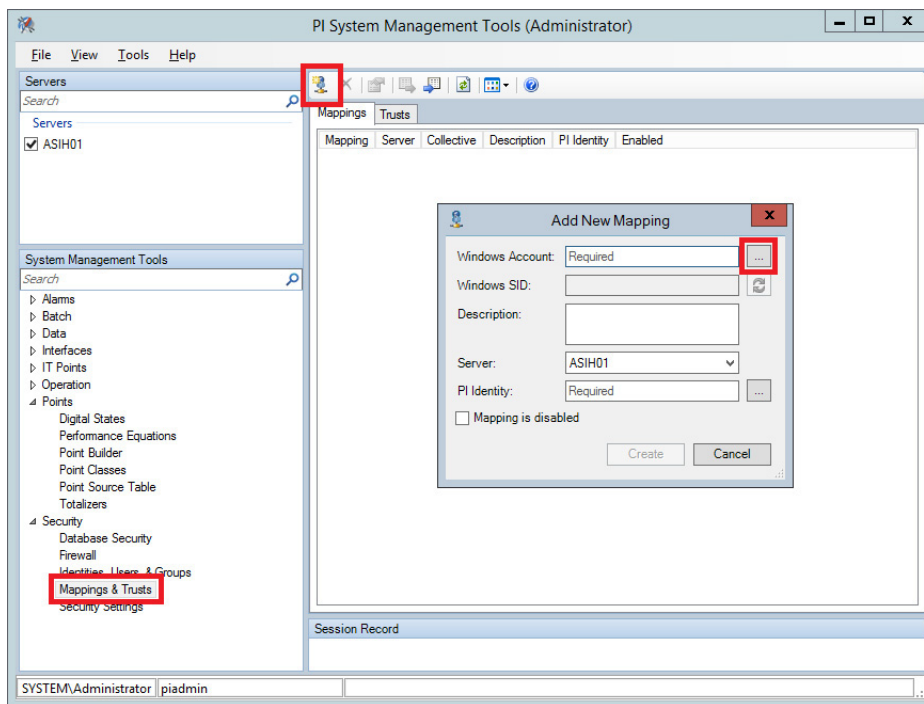 PI System Management Tools (Administrator)
File View Tools Help
Servers
Search
Servers
ASIH01
System Management Tools
Search
Alarms
Batch
Data
Interfaces
IT Points
Operation
Points
Digital States
Performance Equations
Point Builder
Point Classes
Point Source Table
Totalizers
Security
Database Security
Firewall
Identities, Users, & Groups
Mappings & Trusts
Security Settings
Mappings Trusts
Mapping Server Collective Description PI Identity Enabled
Add New Mapping
Windows Account: Required ...
Windows SID:
Description:
Server: ASIH01
PI Identity: Required ...
Mapping is disabled
Create Cancel
Session Record
SYSTEM\Administrator piadmin